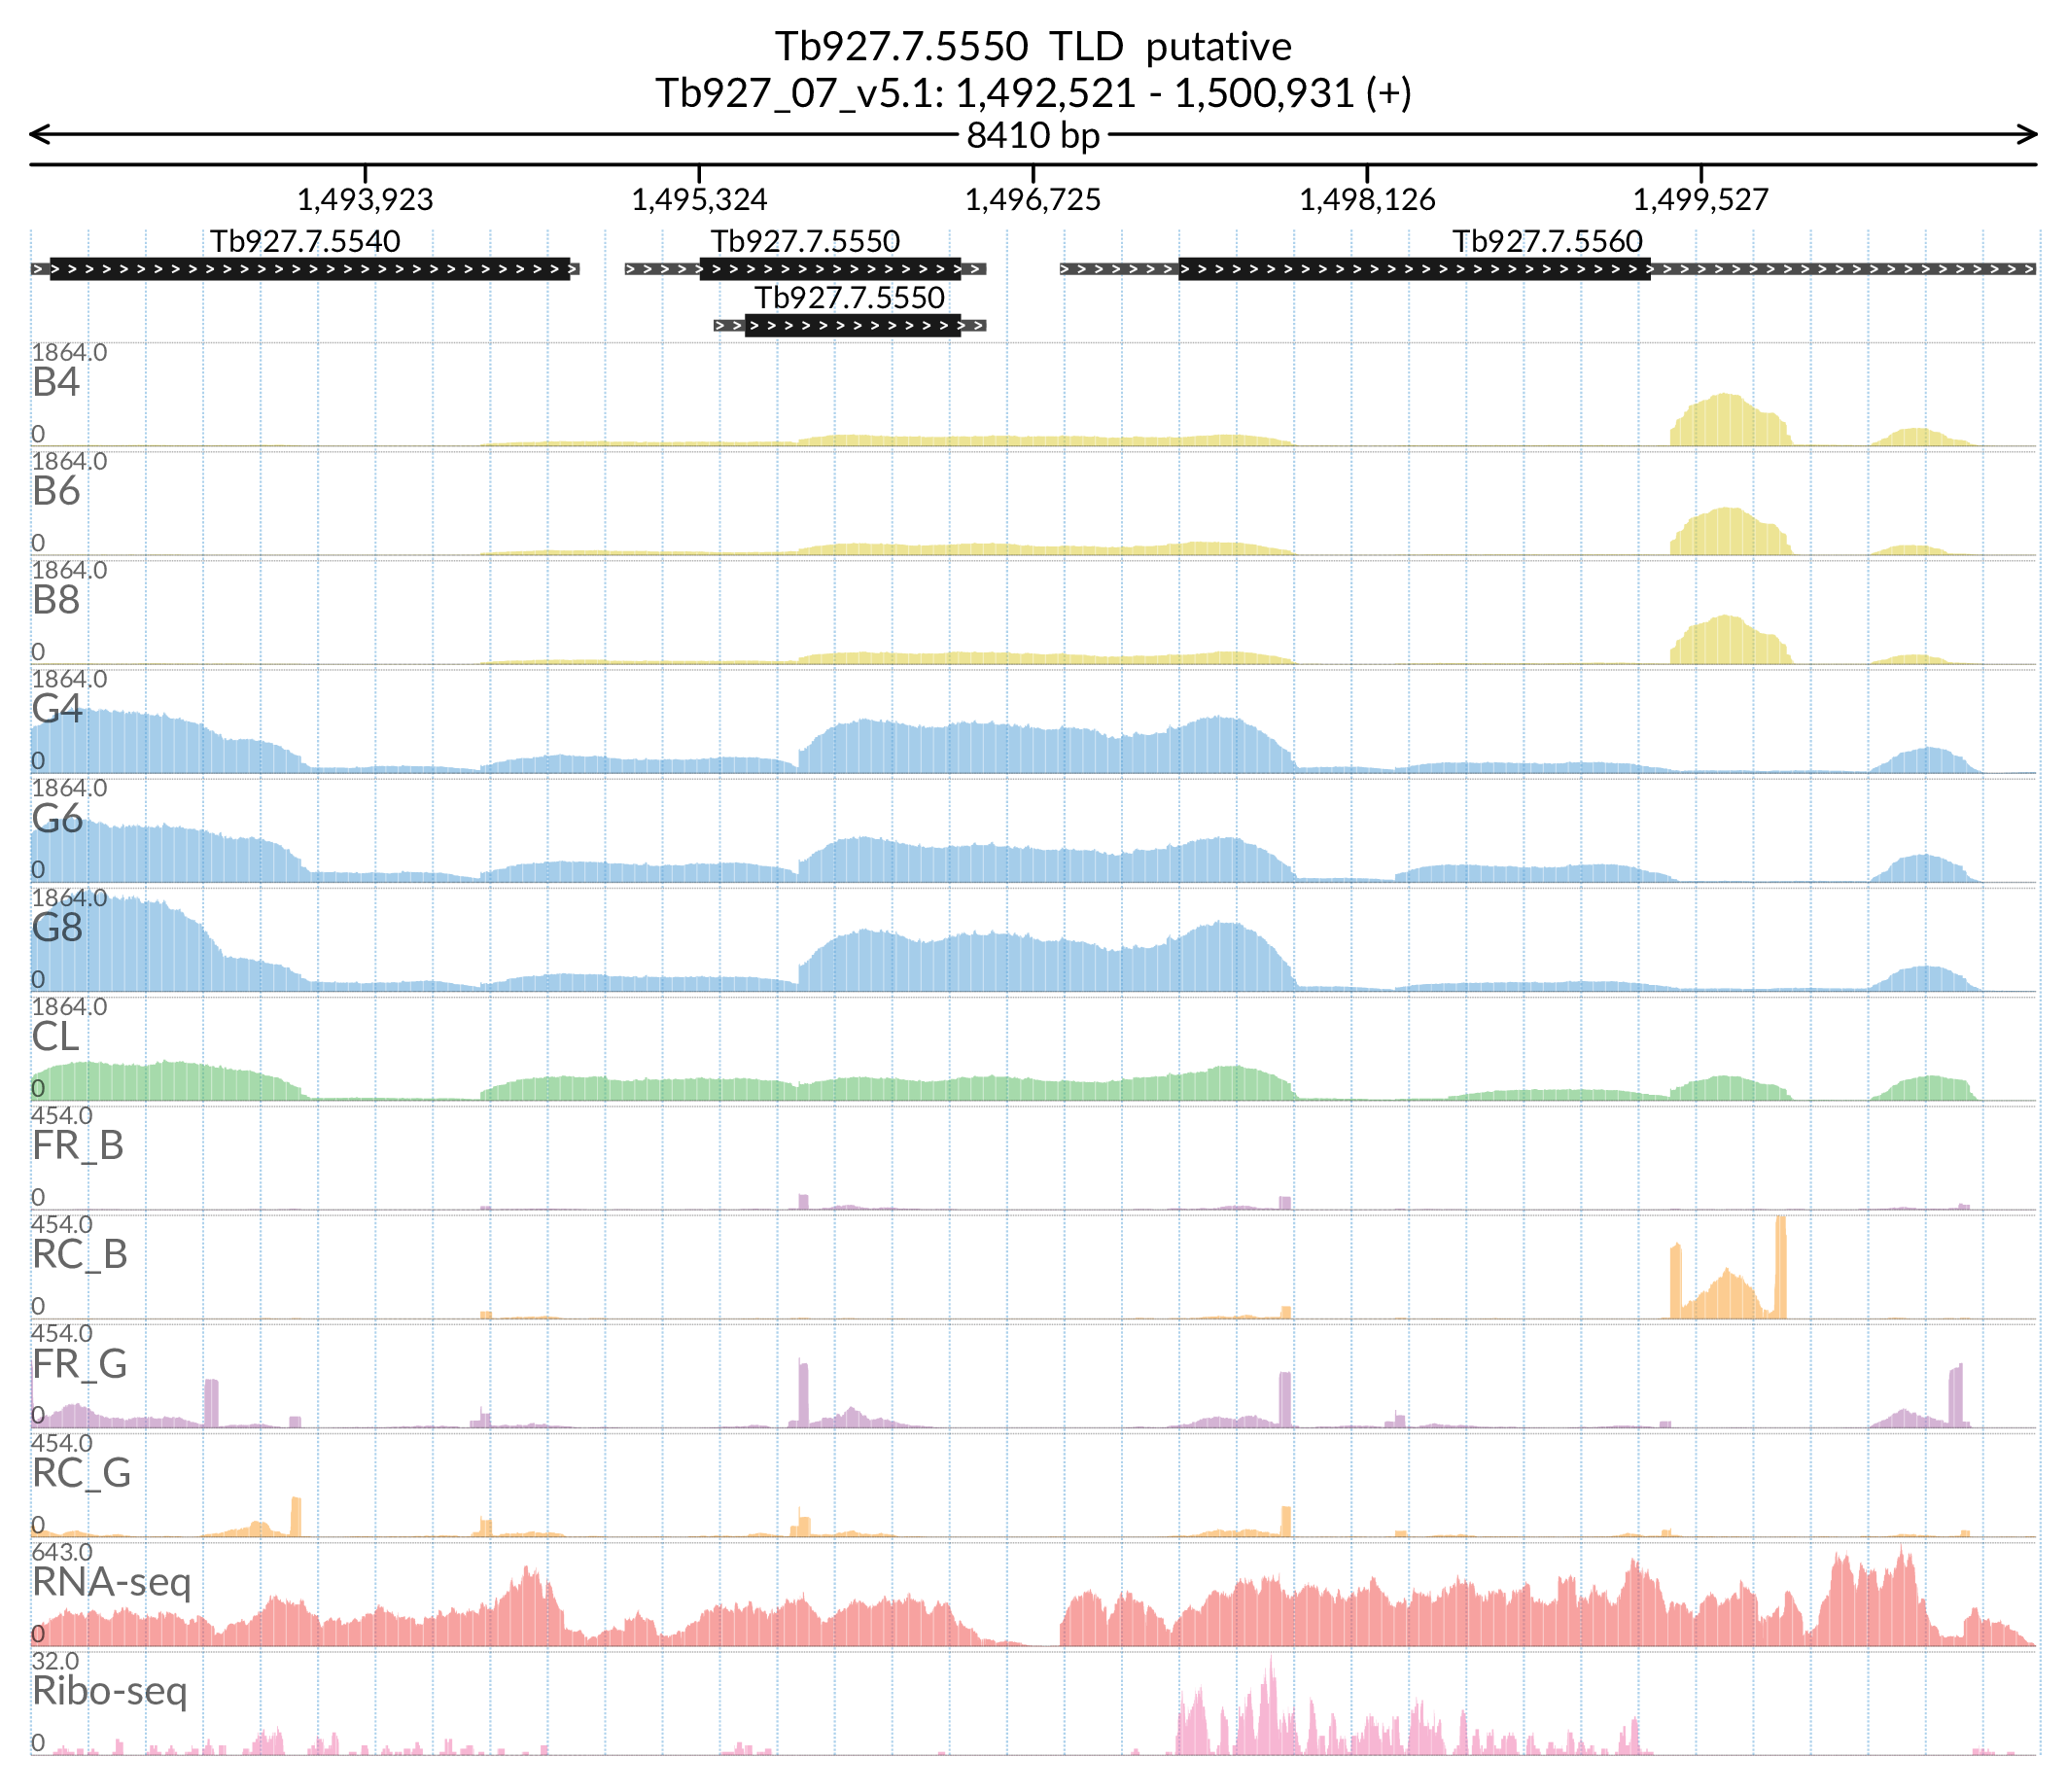 Tb927.7.5550 TLD putative
Tb927_07_v5.1: 1,492,521 - 1,500,931 (+)
8410 bp
1,493,923 1,495,324 1,496,725 1,498,126 1,499,527
Tb927.7.5540 Tb927.7.5550 Tb927.7.5560
Tb927.7.5550
1864.0
B4
0
1864.0
B6
0
1864.0
B8
0
1864.0
G4
0
1864.0
G6
0
1864.0
G8
0
1864.0
CL
0
454.0
FR_B
0
454.0
RC_B
0
454.0
FR_G
0
454.0
RC_G
0
643.0
RNA-seq
0
32.0
Ribo-seq
0